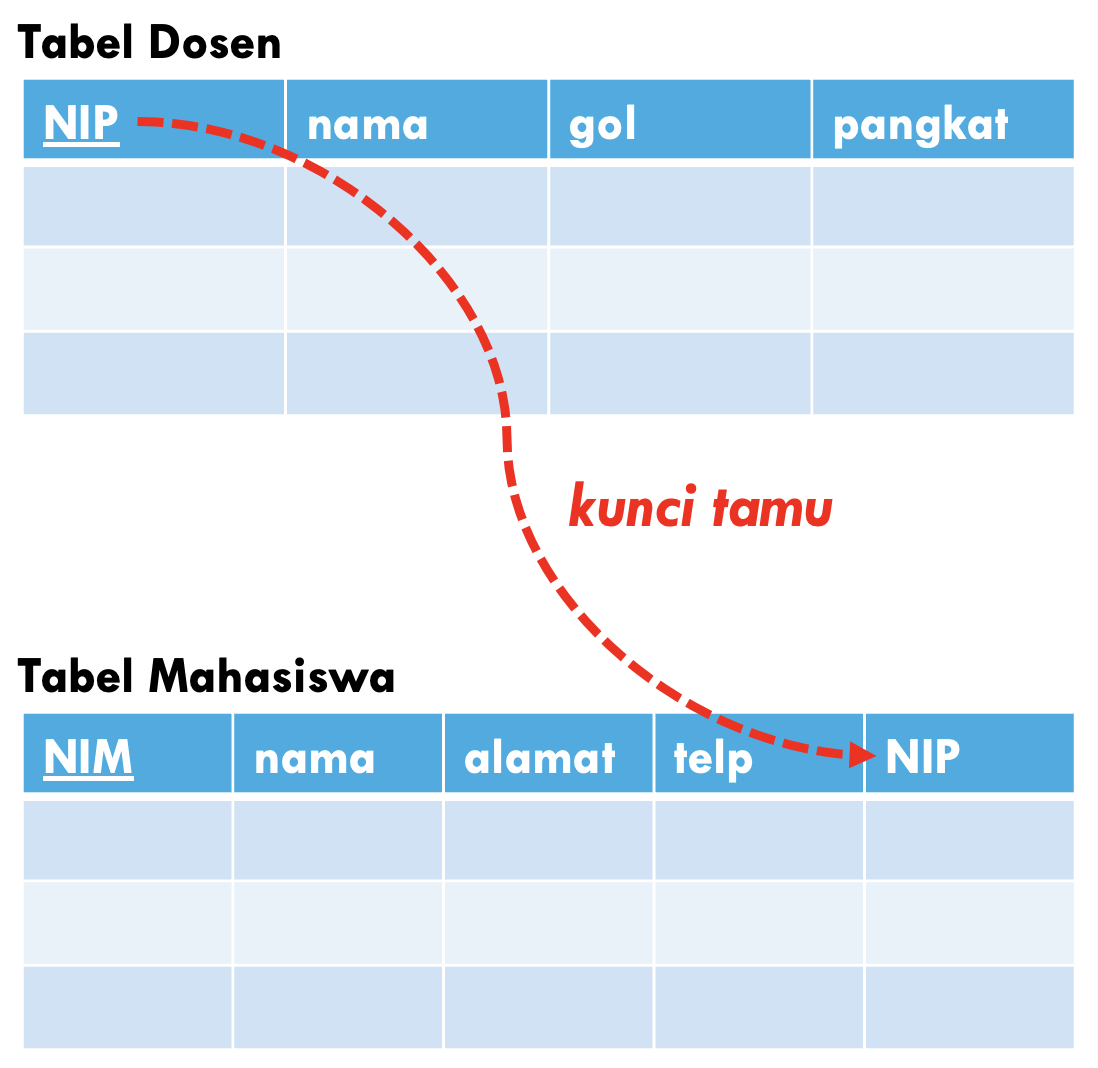 Tabel Dosen
NIP nama gol pangkat
kunci tamu
Tabel Mahasiswa
NIM nama alamat telp NIP